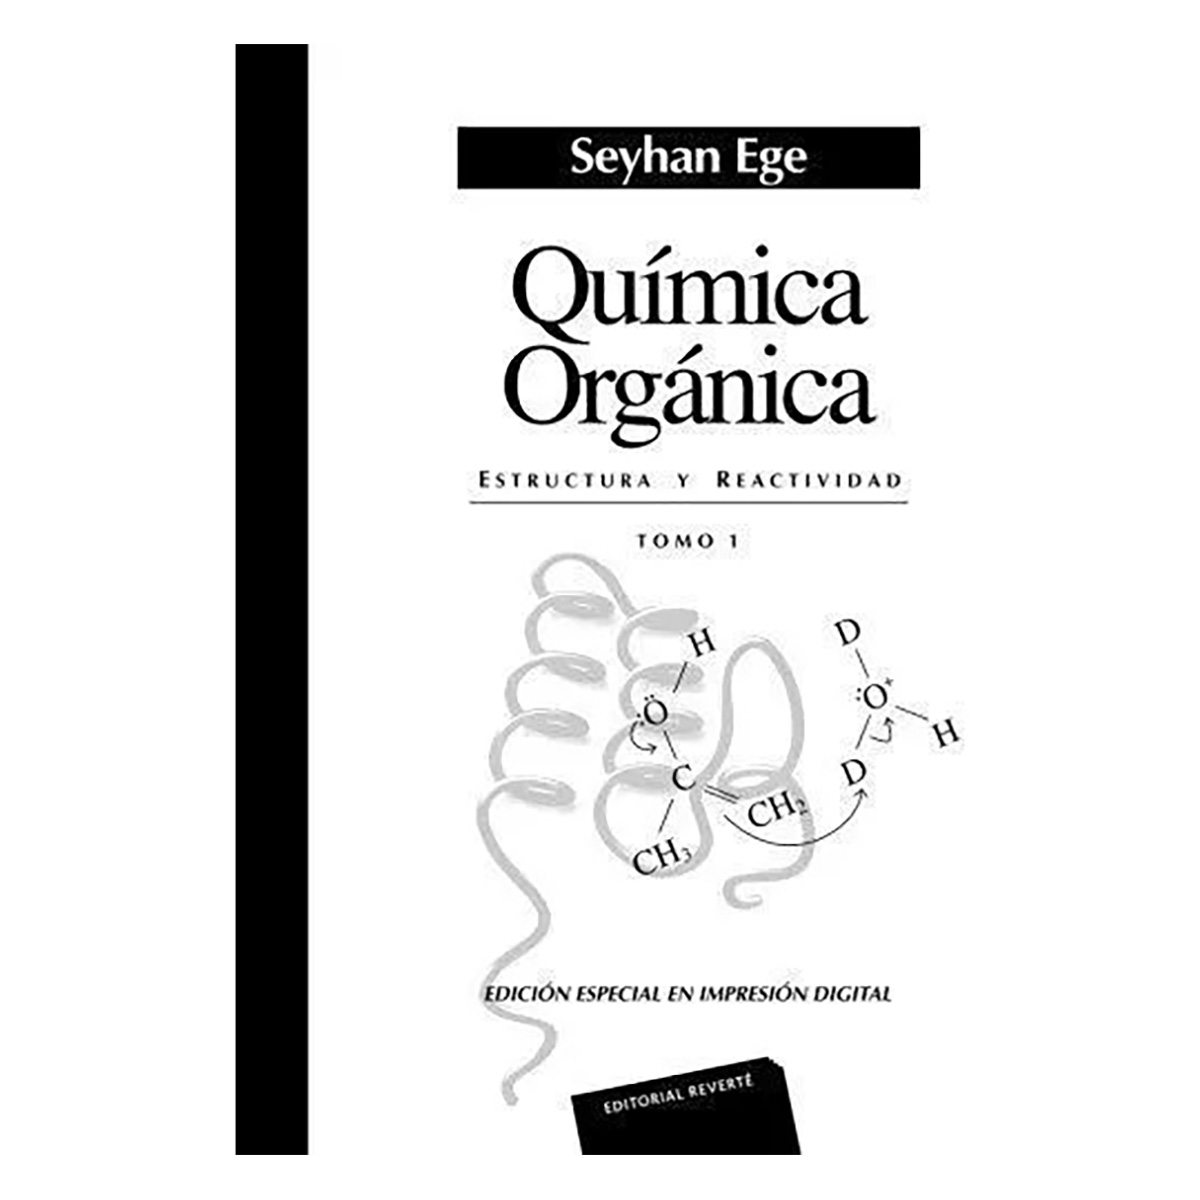 Seyhan Ege
Química
Orgánica
ESTRUCTURA Y REACTIVIDAD
TOMO 1
H
D
:Ö
:O+
H
C
D
CH2
CH3
EDICIÓN ESPECIAL EN IMPRESIÓN DIGITAL
EDITORIAL REVERTÉ